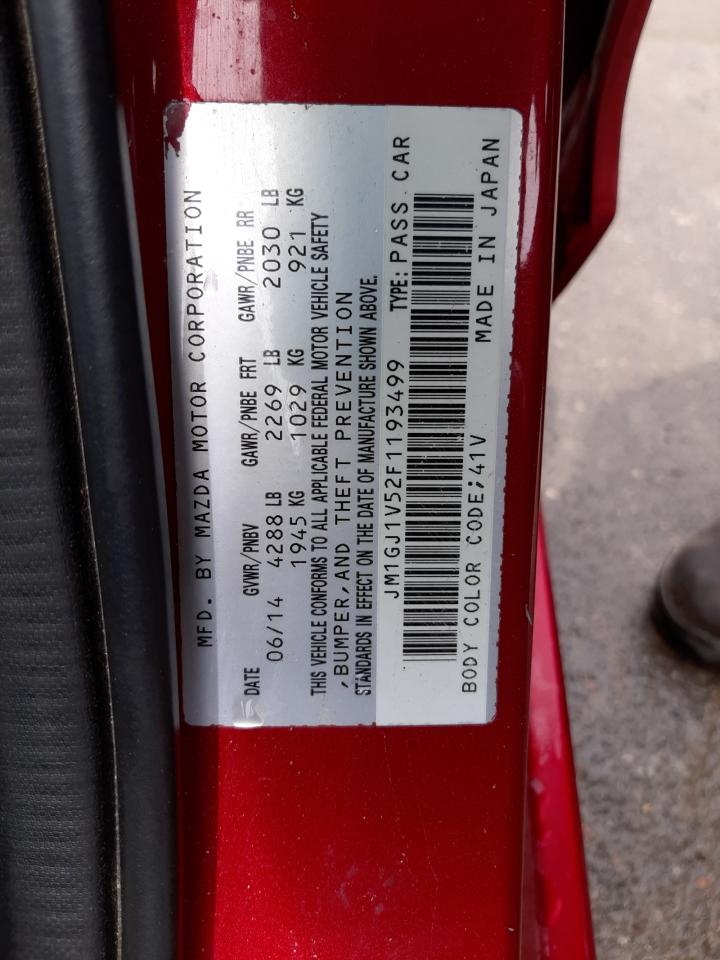 MFD. BY MAZDA MOTOR CORPORATION
DATE GVWR/PNBV GAWR/PNBE FRT GAWR/PNBE RR
06/14 4288 LB 2269 LB 2030 LB
1945 KG 1029 KG 921 KG
THIS VEHICLE CONFORMS TO ALL APPLICABLE FEDERAL MOTOR VEHICLE SAFETY
,BUMPER,AND THEFT PREVENTION
STANDARDS IN EFFECT ON THE DATE OF MANUFACTURE SHOWN ABOVE.
JM1GJ1V52F1193499 TYPE: PASS CAR
BODY COLOR CODE;41V MADE IN JAPAN